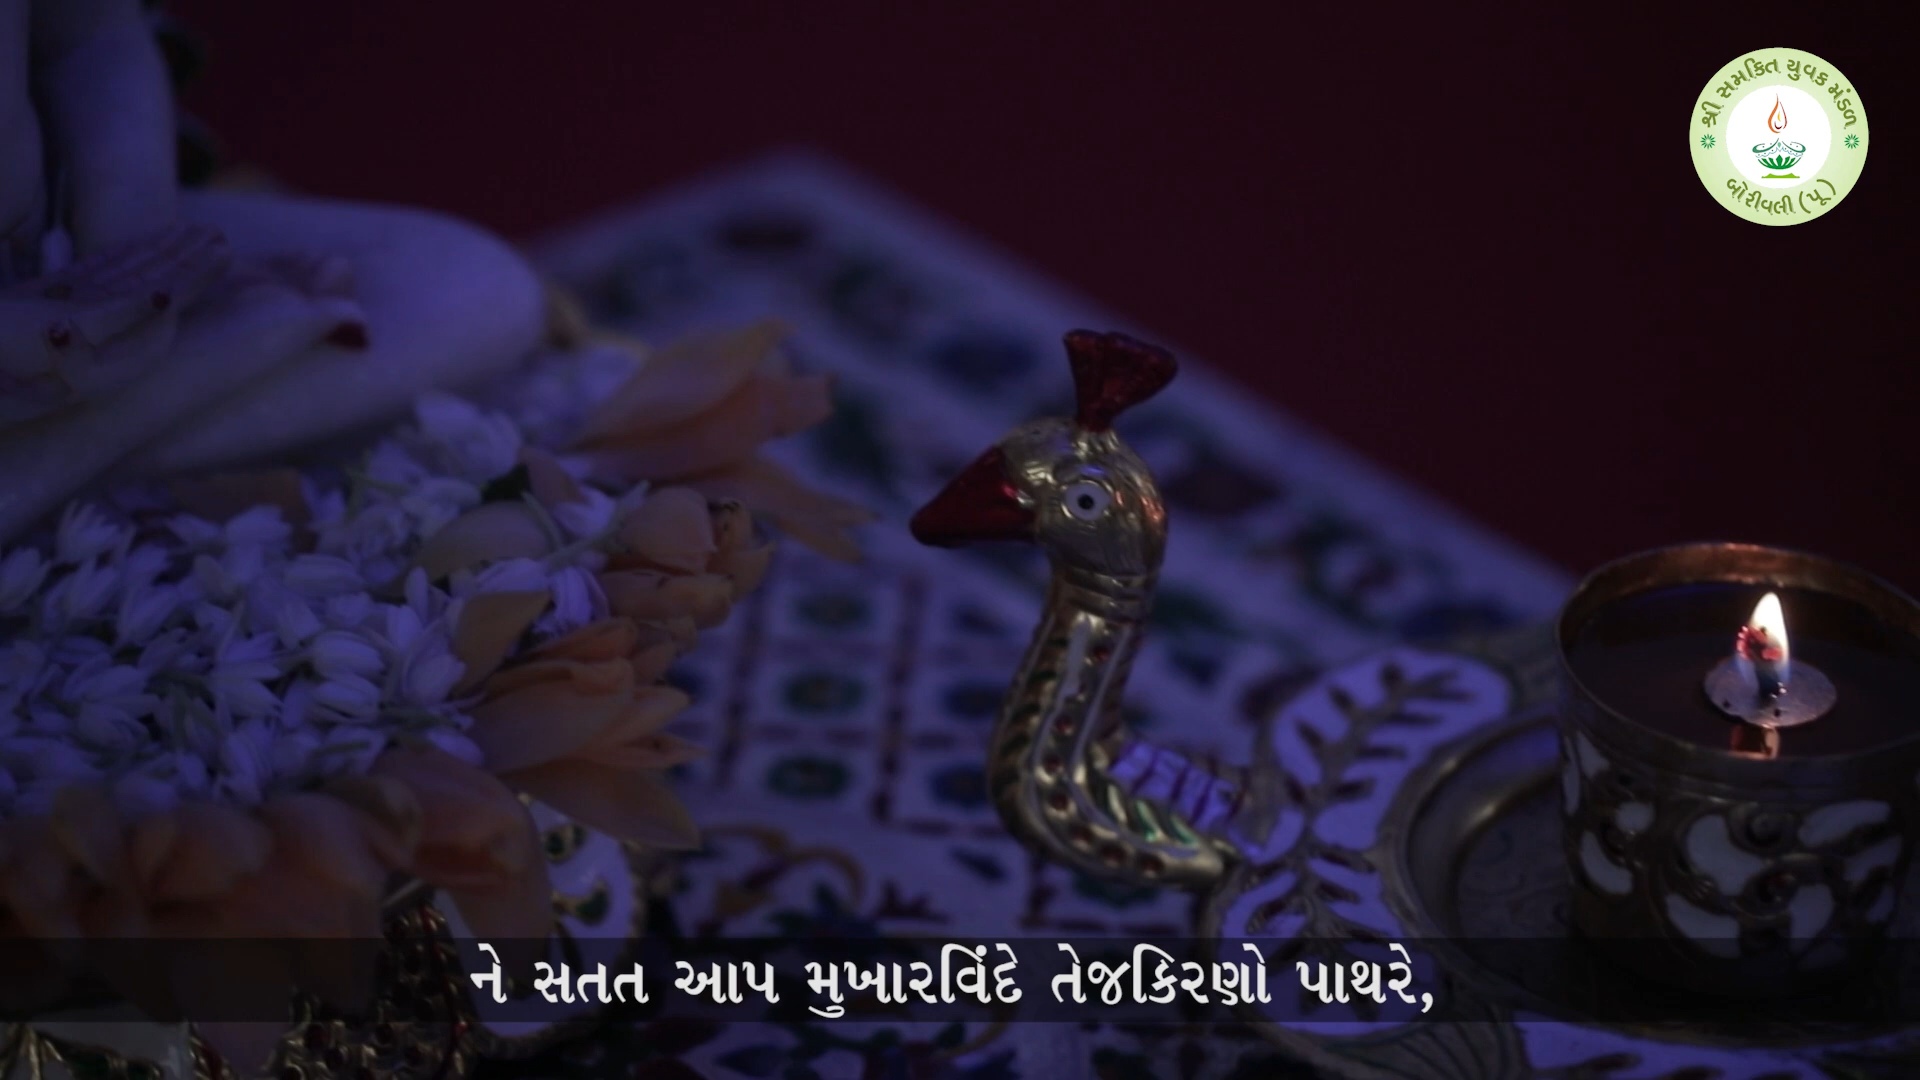 શ્રી સમકિત યુવક મંડળ
બોરીવલી (પૂ.)
ને સતત આપ મુખારવિંદે તેજકિરણો પાથરે,